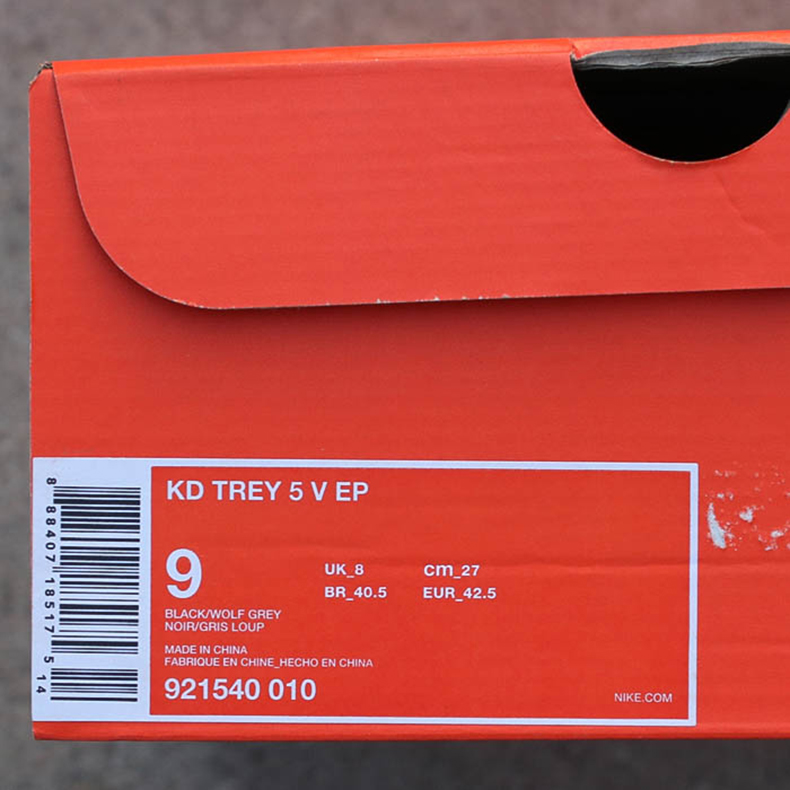 KD TREY 5 V EP
9
UK_8 cm_27
BR_40.5 EUR_42.5
BLACK/WOLF GREY
NOIR/GRIS LOUP
MADE IN CHINA
FABRIQUE EN CHINE_HECHO EN CHINA
921540 010
NIKE.COM
8 88407 18517 5 14